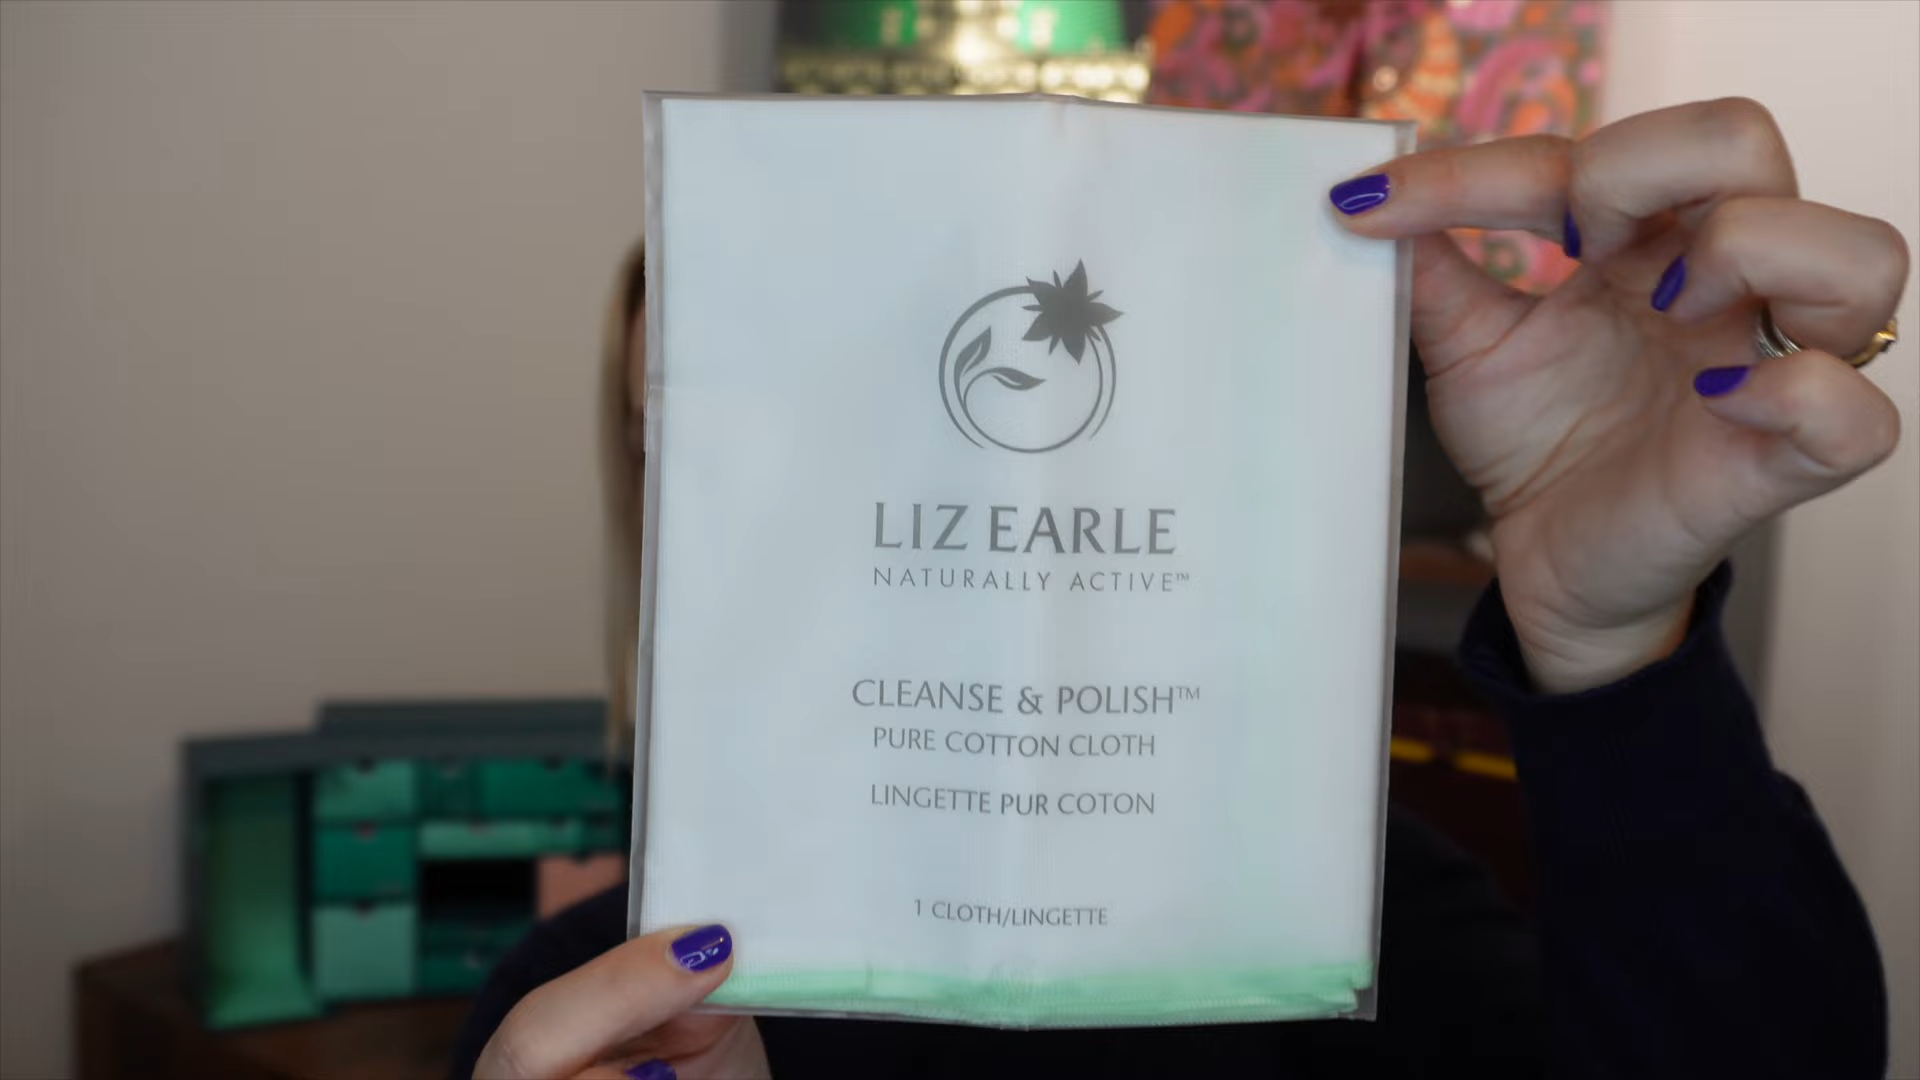 LIZ EARLE
NATURALLY ACTIVE™
CLEANSE & POLISH™
PURE COTTON CLOTH
LINGETTE PUR COTON
1 CLOTH/LINGETTE